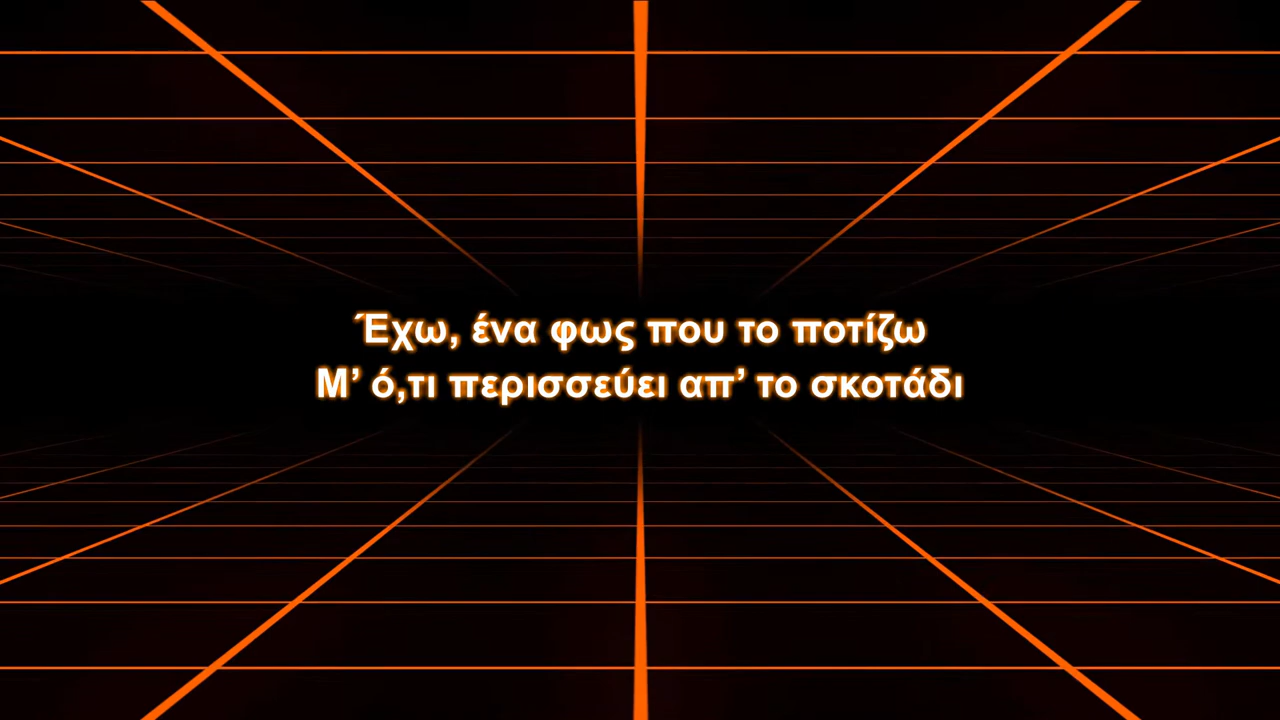 Έχω, ένα φως που το ποτίζω
Μ’ ό,τι περισσεύει απ’ το σκοτάδι